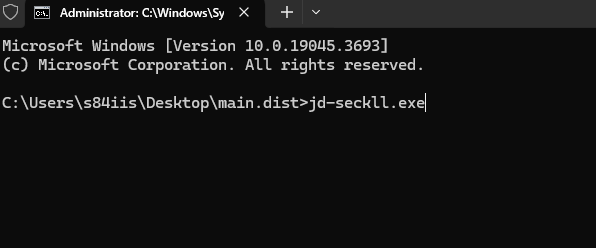 Administrator: C:\Windows\Sy
Microsoft Windows [Version 10.0.19045.3693]
(c) Microsoft Corporation. All rights reserved.
C:\Users\s84iis\Desktop\main.dist>jd-seckll.exe